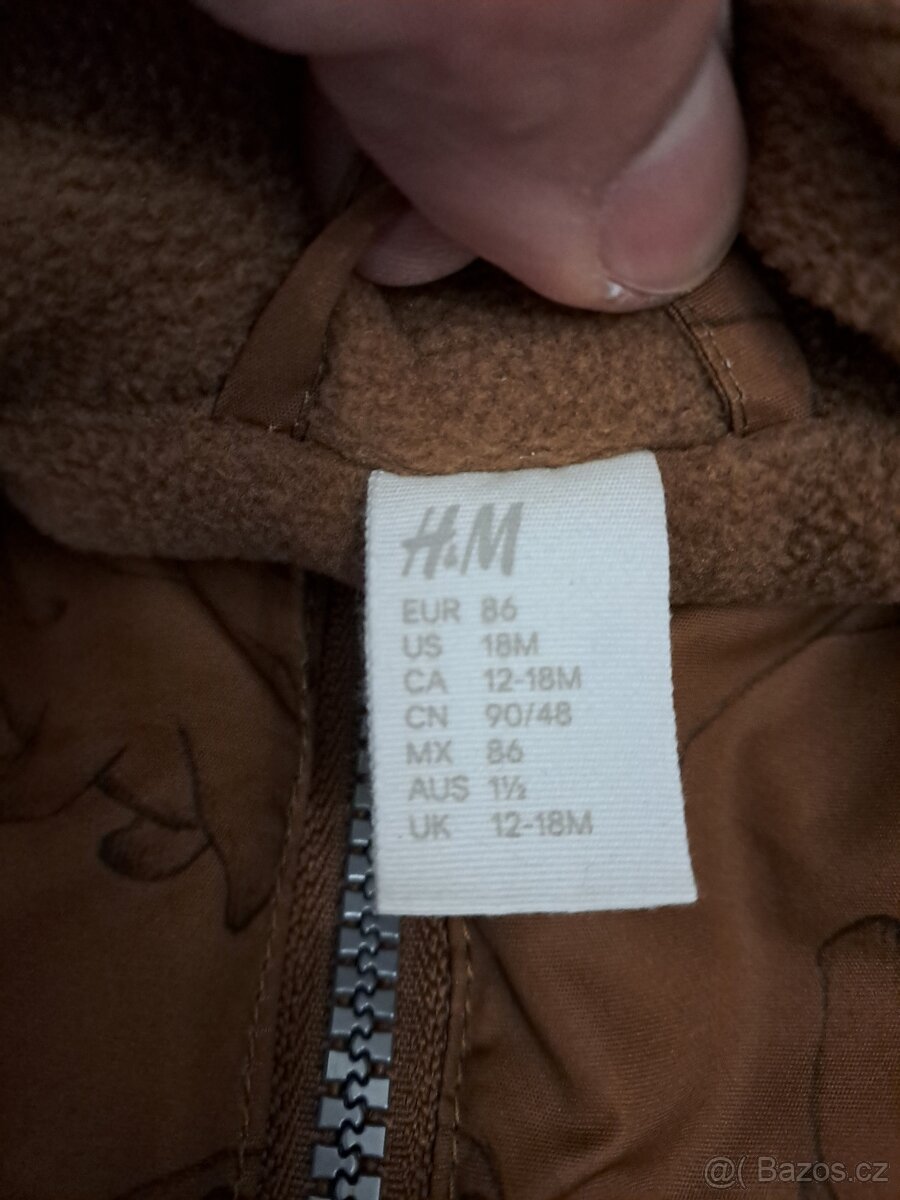 H&M
EUR 86
US 18M
CA 12-18M
CN 90/48
MX 86
AUS 1½
UK 12-18M
@( Bazos.cz